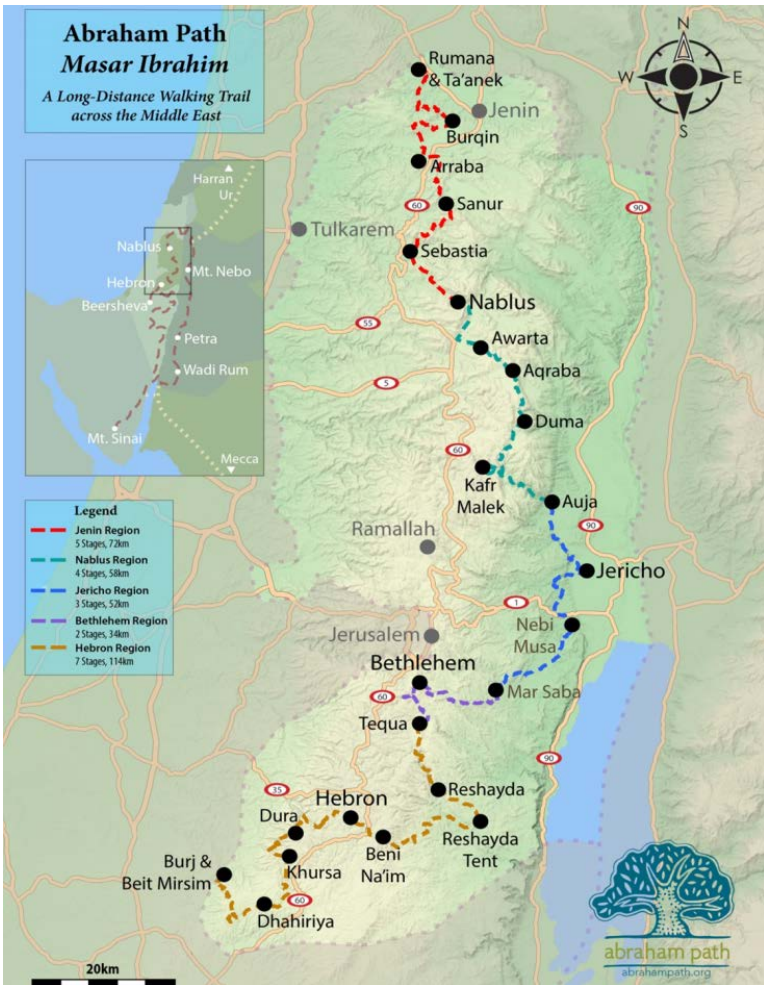 Abraham Path
Masar Ibrahim
A Long-Distance Walking Trail
across the Middle East
N
W
E
S
Harran
Ur
Nablus
Mt. Nebo
Hebron
Beersheva
Petra
Wadi Rum
Mt. Sinai
Mecca
Legend
Jenin Region
5 Stages, 72km
Nablus Region
4 Stages, 58km
Jericho Region
3 Stages, 52km
Bethlehem Region
2 Stages, 34km
Hebron Region
7 Stages, 114km
Rumana
& Ta'anek
Jenin
Burqin
Arraba
60
Sanur
90
Tulkarem
Sebastia
Nablus
55
Awarta
Aqraba
5
Duma
60
Kafr
Malek
Auja
90
Ramallah
Jericho
1
Nebi
Musa
Jerusalem
Bethlehem
60
Mar Saba
Tequa
90
35
Reshayda
Hebron
Dura
Reshayda
Tent
Beni
Na'im
Burj &
Beit Mirsim
Khursa
60
Dhahiriya
20km
abraham path
abrahampath.org